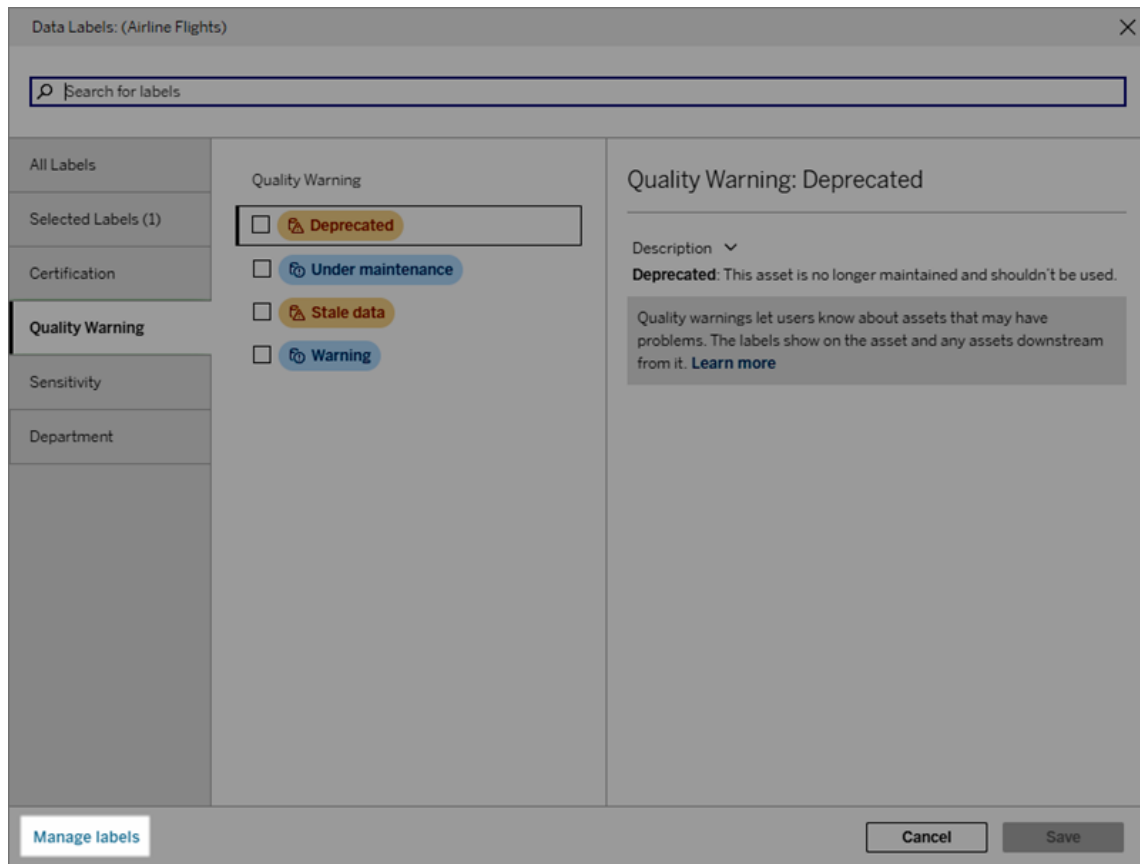 Data Labels: (Airline Flights)
Search for labels
All Labels
Selected Labels (1)
Certification
Quality Warning
Sensitivity
Department
Quality Warning
Deprecated
Under maintenance
Stale data
Warning
Quality Warning: Deprecated
Description
Deprecated: This asset is no longer maintained and shouldn't be used.
Quality warnings let users know about assets that may have
problems. The labels show on the asset and any assets downstream
from it. Learn more
Manage labels
Cancel
Save